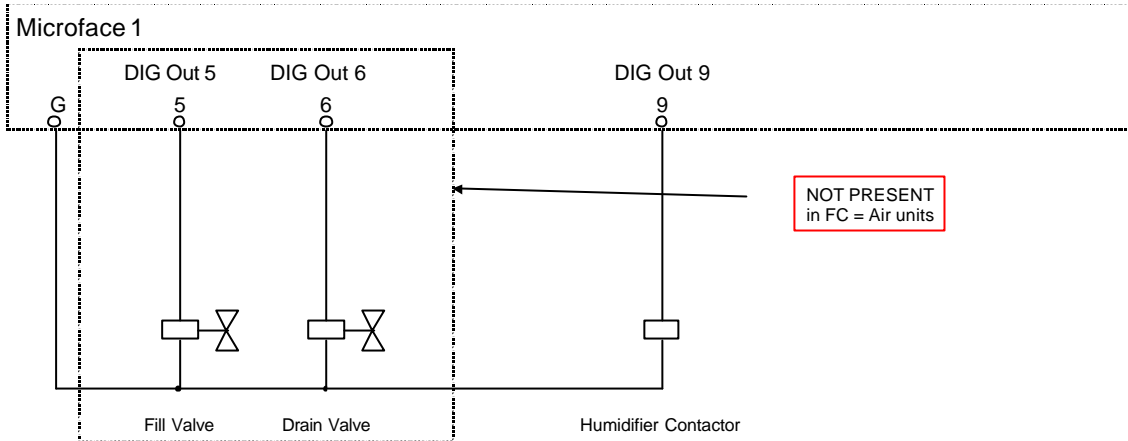 Microface 1
DIG Out 5
DIG Out 6
DIG Out 9
G
5
6
9
NOT PRESENT
in FC = Air units
Fill Valve
Drain Valve
Humidifier Contactor